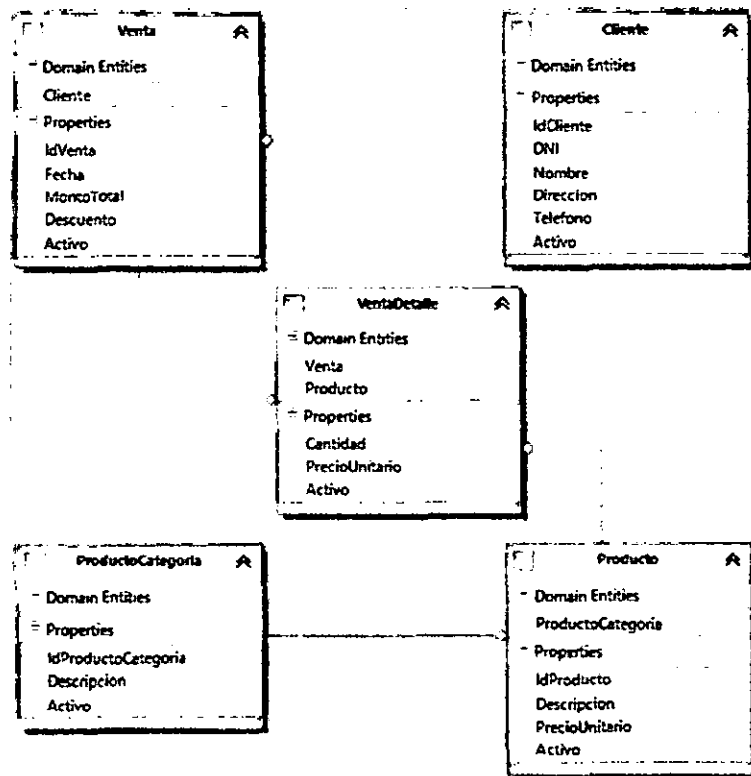 Venta
Domain Entities
Cliente
Properties
IdVenta
Fecha
MontoTotal
Descuento
Activo
Cliente
Domain Entities
Properties
IdCliente
DNI
Nombre
Direccion
Telefono
Activo
VentaDetalle
Domain Entities
Venta
Producto
Properties
Cantidad
PrecioUnitario
Activo
ProductoCategoria
Domain Entities
Properties
IdProductoCategoria
Descripcion
Activo
Producto
Domain Entities
ProductoCategoria
Properties
IdProducto
Descripcion
PrecioUnitario
Activo